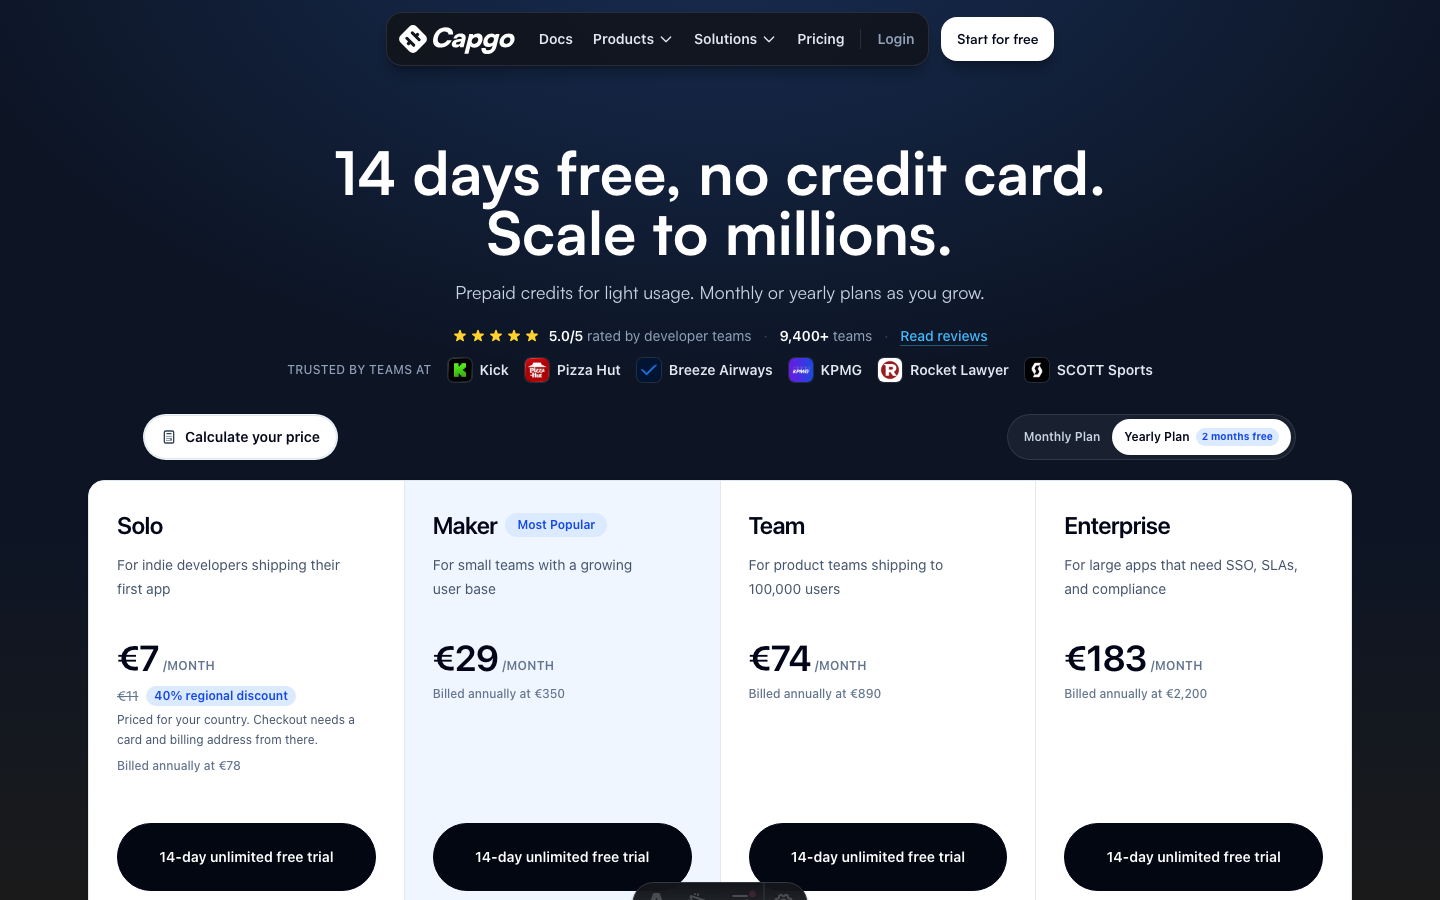 Capgo
Docs
Products
Solutions
Pricing
Login
Start for free
14 days free, no credit card.
Scale to millions.
Prepaid credits for light usage. Monthly or yearly plans as you grow.
5.0/5 rated by developer teams · 9,400+ teams · Read reviews
TRUSTED BY TEAMS AT
Kick
Pizza Hut
Breeze Airways
KPMG
Rocket Lawyer
SCOTT Sports
Calculate your price
Monthly Plan
Yearly Plan
2 months free
Solo
For indie developers shipping their
first app
€7 /MONTH
€11 40% regional discount
Priced for your country. Checkout needs a
card and billing address from there.
Billed annually at €78
14-day unlimited free trial
Maker
Most Popular
For small teams with a growing
user base
€29 /MONTH
Billed annually at €350
14-day unlimited free trial
Team
For product teams shipping to
100,000 users
€74 /MONTH
Billed annually at €890
14-day unlimited free trial
Enterprise
For large apps that need SSO, SLAs,
and compliance
€183 /MONTH
Billed annually at €2,200
14-day unlimited free trial